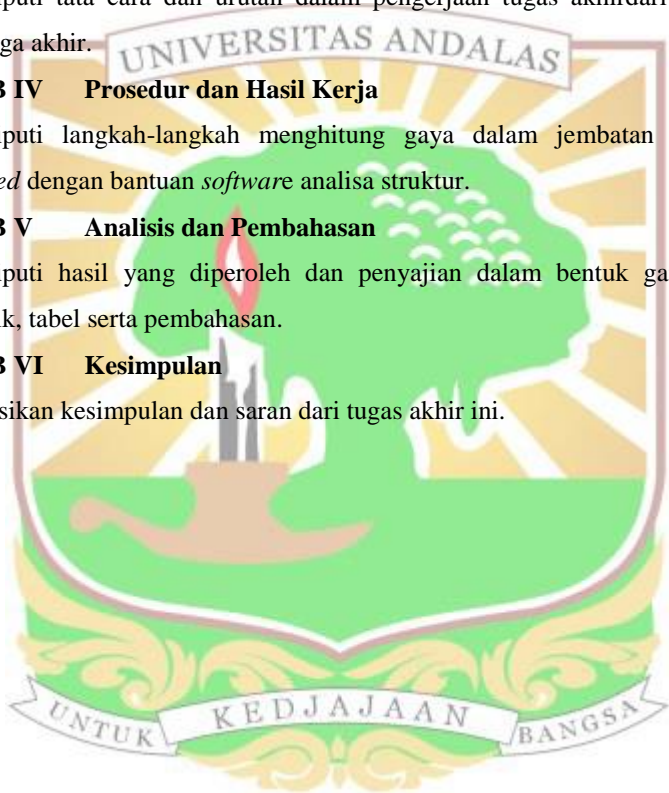 puti tata cara dan urutan dalam pengerjaan tugas akhirdari
ga akhir.
UNIVERSITAS ANDALAS
IV Prosedur dan Hasil Kerja
puti langkah-langkah menghitung gaya dalam jembatan
ed dengan bantuan software analisa struktur.
V Analisis dan Pembahasan
puti hasil yang diperoleh dan penyajian dalam bentuk ga
k, tabel serta pembahasan.
VI Kesimpulan
sikan kesimpulan dan saran dari tugas akhir ini.
UNTUK KEDJAJAAN BANGSA